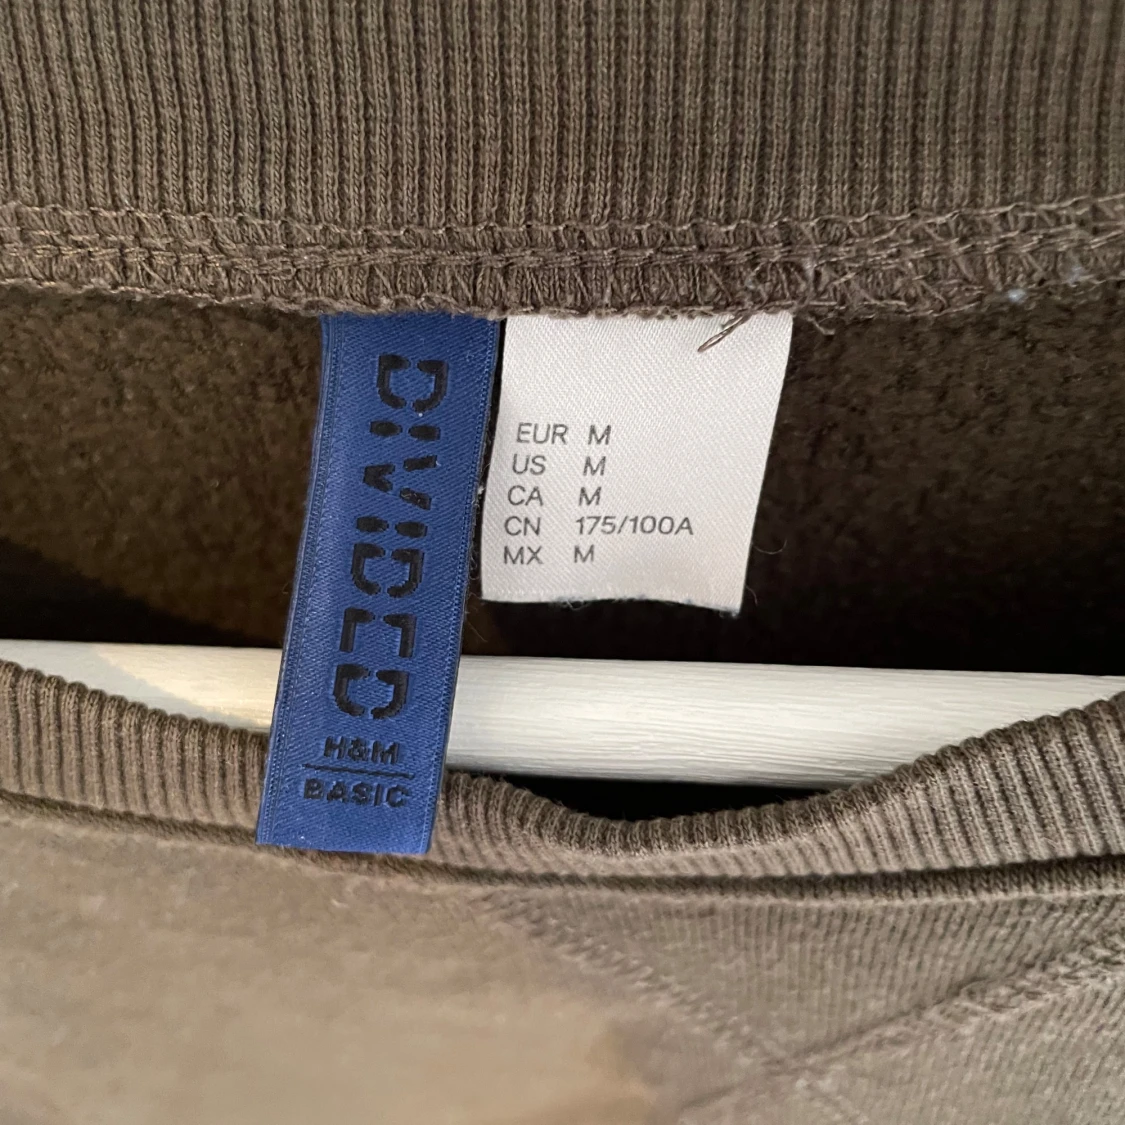 DIVIDED
H&M
BASIC
EUR M
US M
CA M
CN 175/100A
MX M